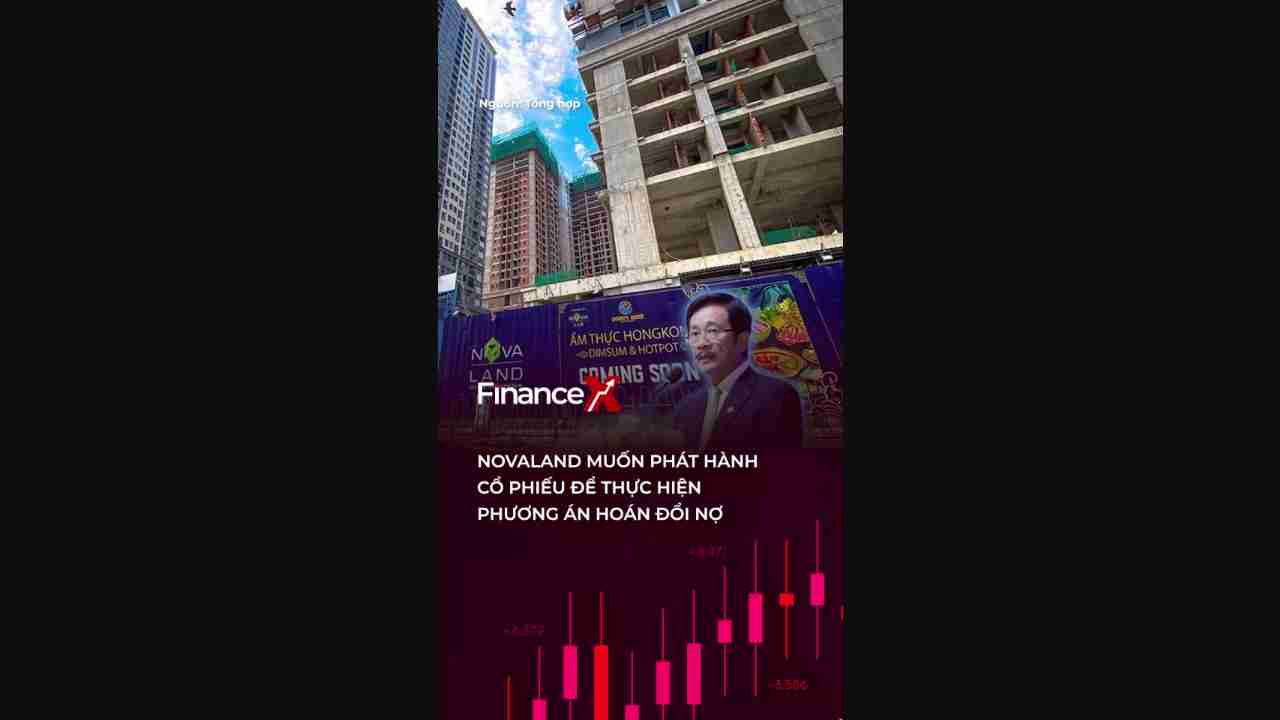 Nguồn: Tổng hợp
NOVA
LAND
ẨM THỰC HONGKON
DIMSUM & HOTPOT
COMING SOON
FinanceX
NOVALAND MUỐN PHÁT HÀNH
CỔ PHIẾU ĐỂ THỰC HIỆN
PHƯƠNG ÁN HOÁN ĐỔI NỢ